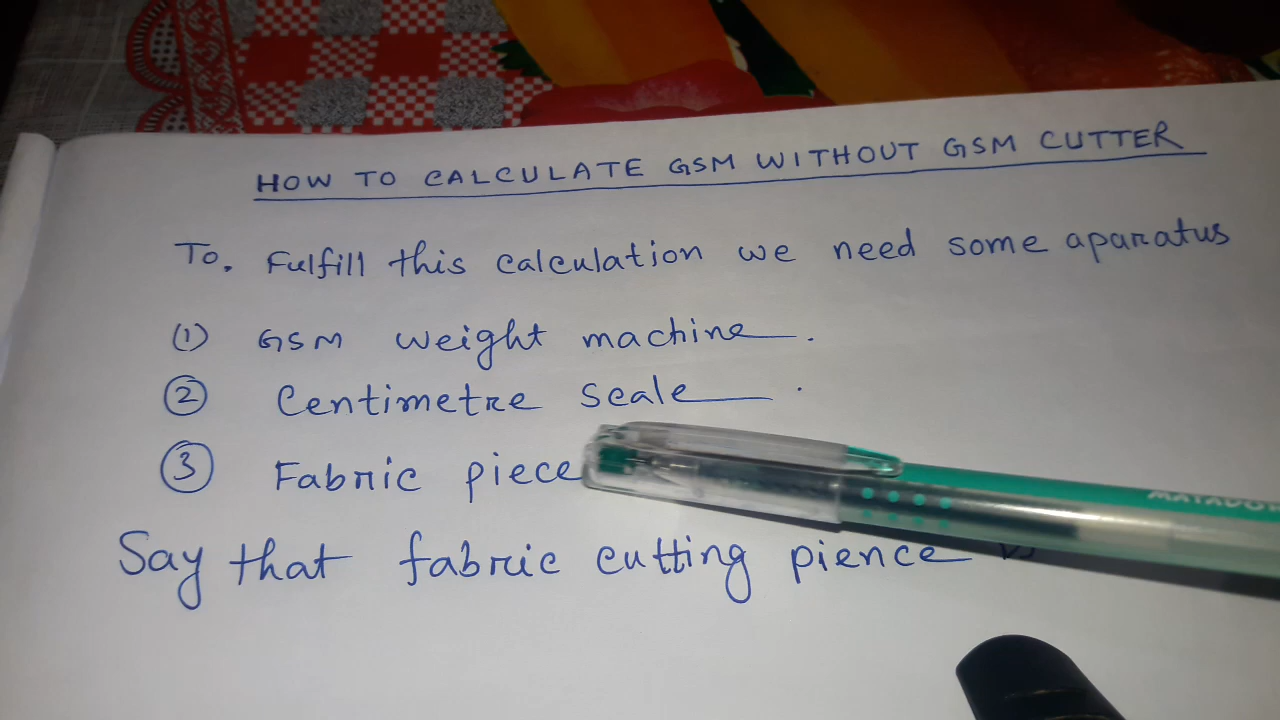 HOW TO CALCULATE GSM WITHOUT GSM CUTTER
To. Fulfill this calculation we need some aparatus
(1) GSM weight machine.
(2) Centimetre scale.
(3) Fabric piece
Say that fabric cutting pience
MATADO